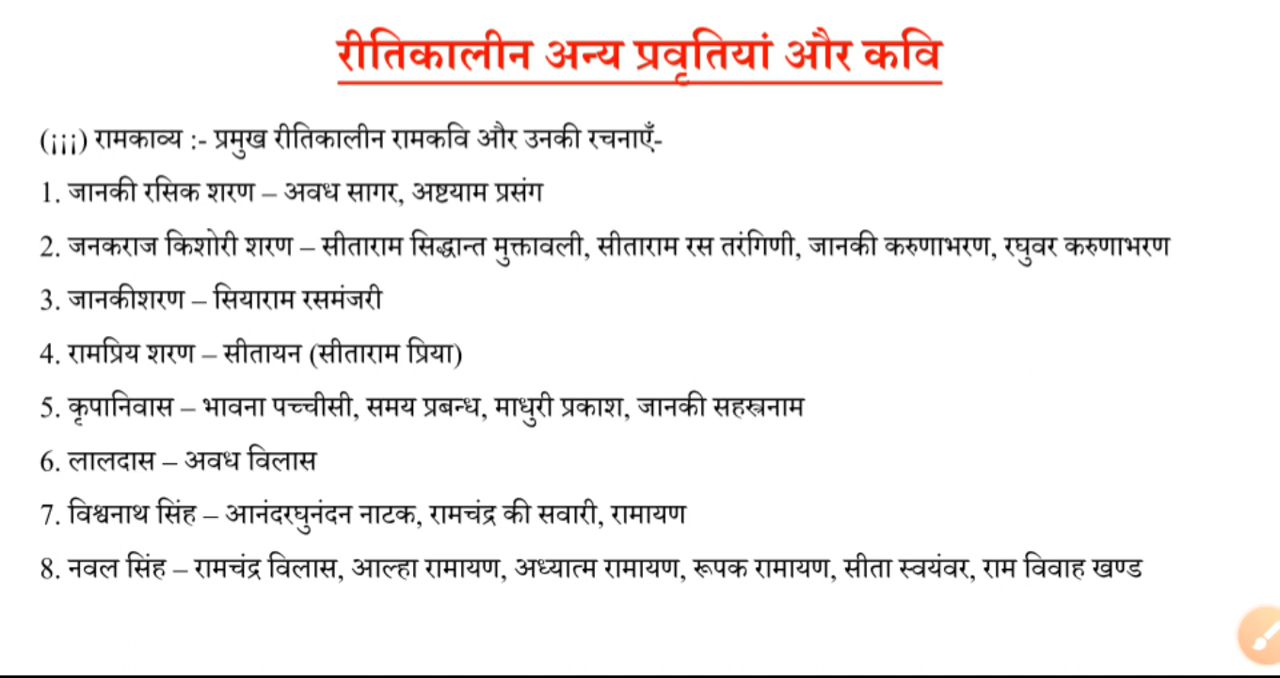 रीतिकालीन अन्य प्रवृतियां और कवि
(iii) रामकाव्य :- प्रमुख रीतिकालीन रामकवि और उनकी रचनाएँ-
1. जानकी रसिक शरण – अवध सागर, अष्टयाम प्रसंग
2. जनकराज किशोरी शरण – सीताराम सिद्धान्त मुक्तावली, सीताराम रस तरंगिणी, जानकी करुणाभरण, रघुवर करुणाभरण
3. जानकीशरण – सियाराम रसमंजरी
4. रामप्रिय शरण – सीतायन (सीताराम प्रिया)
5. कृपानिवास – भावना पच्चीसी, समय प्रबन्ध, माधुरी प्रकाश, जानकी सहस्त्रनाम
6. लालदास – अवध विलास
7. विश्वनाथ सिंह – आनंदरघुनंदन नाटक, रामचंद्र की सवारी, रामायण
8. नवल सिंह – रामचंद्र विलास, आल्हा रामायण, अध्यात्म रामायण, रूपक रामायण, सीता स्वयंवर, राम विवाह खण्ड